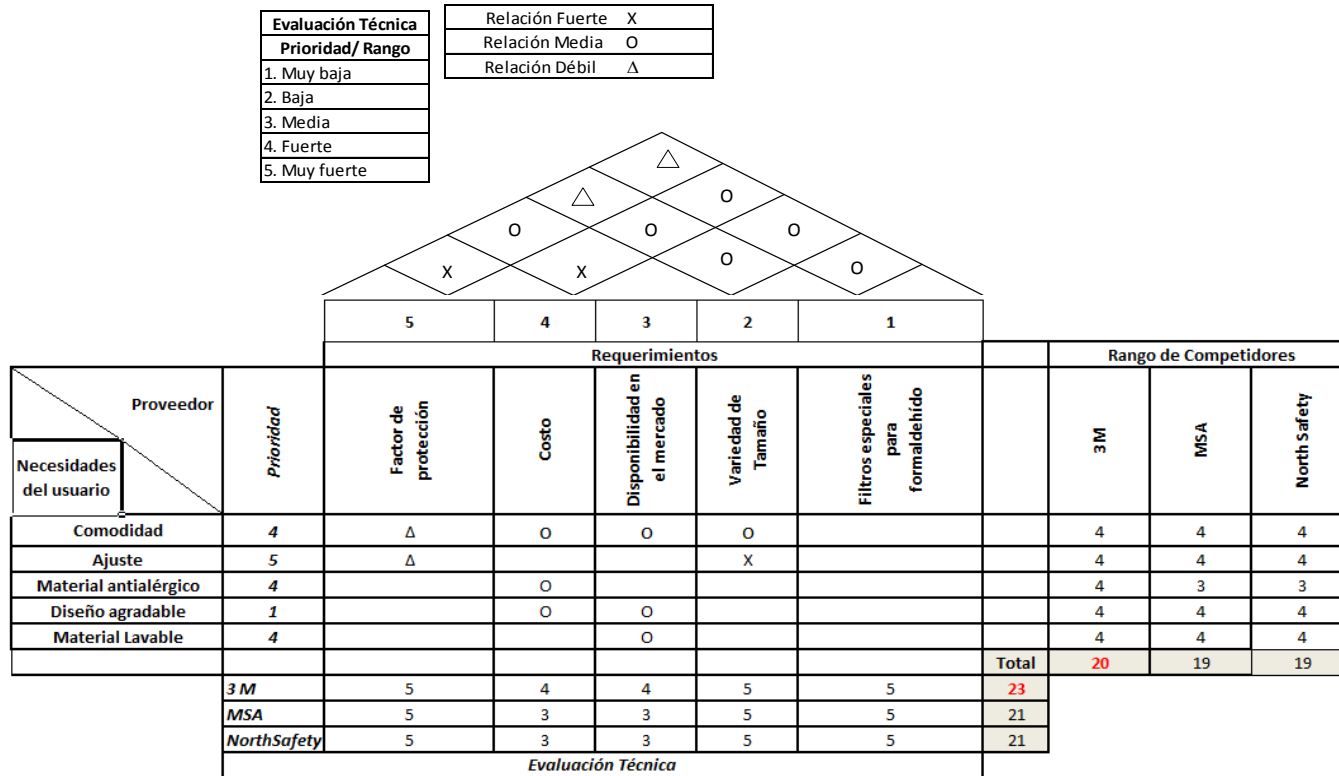 Evaluación Técnica
Prioridad/ Rango
1. Muy baja
2. Baja
3. Media
4. Fuerte
5. Muy fuerte
Relación Fuerte X
Relación Media O
Relación Débil Δ
△
△ O
O O O
X X O O
5 4 3 2 1
Requerimientos
Rango de Competidores
Proveedor
Necesidades
del usuario
Prioridad
Factor de
protección
Costo
Disponibilidad en
el mercado
Variedad de
Tamaño
Filtros especiales
para
formaldehído
3M
MSA
North Safety
Comodidad 4 Δ O O O 4 4 4
Ajuste 5 Δ X 4 4 4
Material antialérgico 4 O 4 3 3
Diseño agradable 1 O O 4 4 4
Material Lavable 4 O 4 4 4
Total 20 19 19
3 M 5 4 4 5 5 23
MSA 5 3 3 5 5 21
NorthSafety 5 3 3 5 5 21
Evaluación Técnica